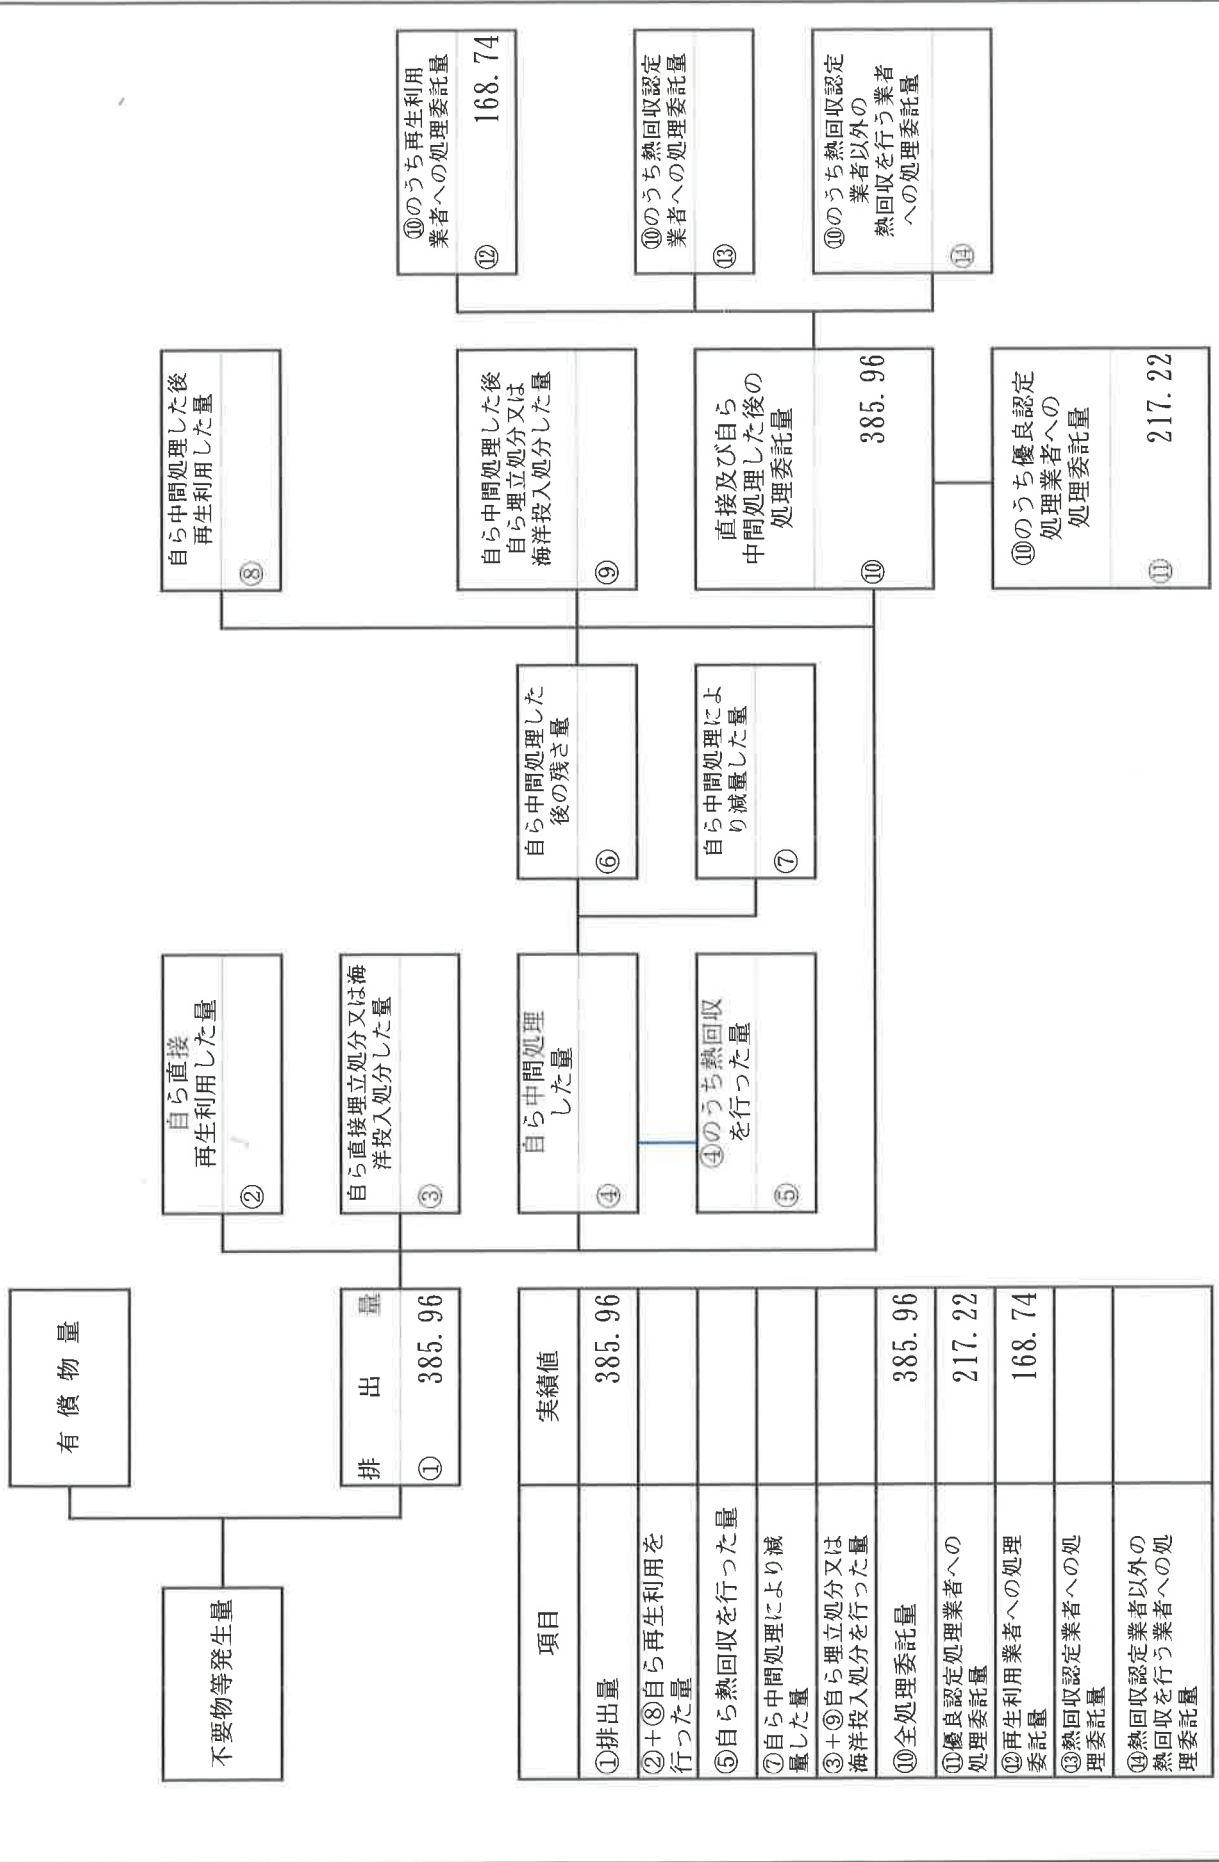 有償物量
不要物等発生量
排出量
① 385.96
自ら直接
再生利用した量
②
自ら直接埋立処分又は海
洋投入処分した量
③
自ら中間処理
した量
④
④のうち熱回収
を行った量
⑤
自ら中間処理した
後の残さ量
⑥
自ら中間処理によ
り減量した量
⑦
自ら中間処理した後
再生利用した量
⑧
自ら中間処理した後
自ら埋立処分又は
海洋投入処分した量
⑨
直接及び自ら
中間処理した後の
処理委託量
⑩ 385.96
⑩のうち優良認定
処理業者への
処理委託量
⑪ 217.22
⑩のうち再生利用
業者への処理委託量
⑫ 168.74
⑩のうち熱回収認定
業者への処理委託量
⑬
⑩のうち熱回収認定
業者以外の
熱回収を行う業者
への処理委託量
⑭
項目 実績値
①排出量 385.96
②+⑧自ら再生利用を
行った量
⑤自ら熱回収を行った量
⑦自ら中間処理により減
量した量
③+⑨自ら埋立処分又は
海洋投入処分を行った量
⑩全処理委託量 385.96
⑪優良認定処理業者への
処理委託量 217.22
⑫再生利用業者への処理
委託量 168.74
⑬熱回収認定業者への処
理委託量
⑭熱回収認定業者以外の
熱回収を行う業者への処
理委託量